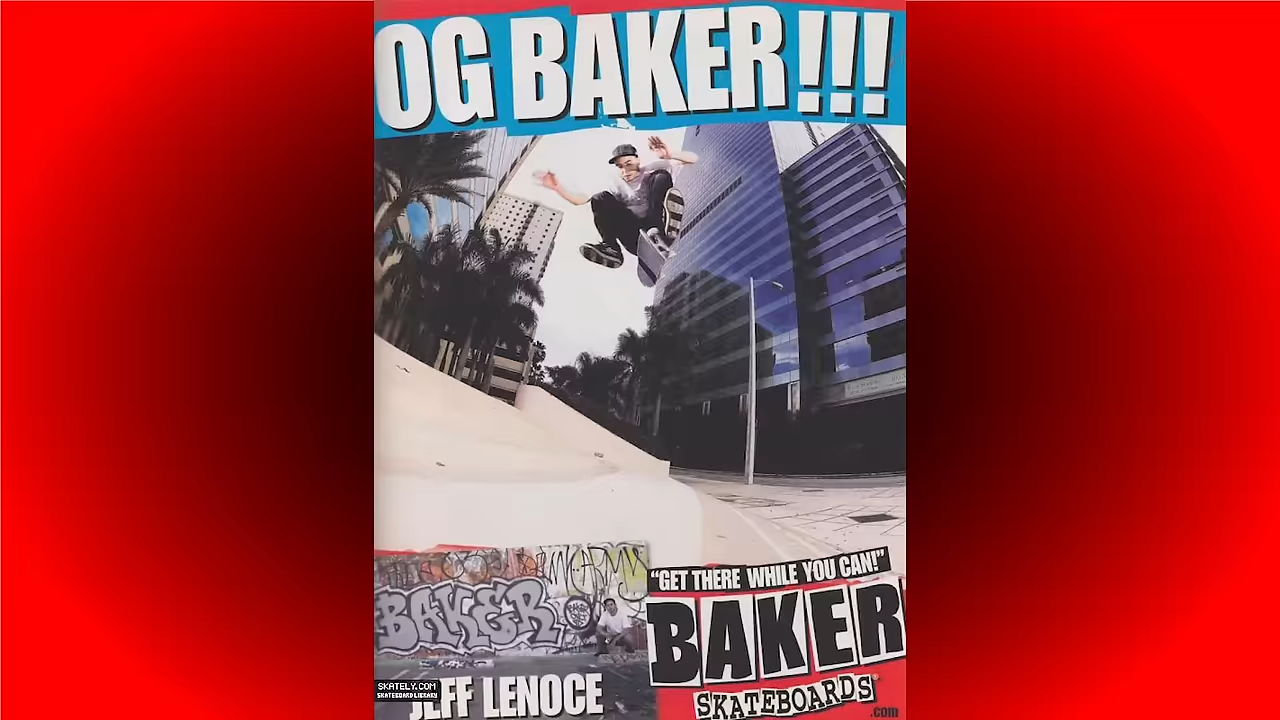 OG BAKER!!!
BAKER
SKATELY.COM
SKATEBOARD LIBRARY
JEFF LENOCE
"GET THERE WHILE YOU CAN!"
BAKER
SKATEBOARDS
.com